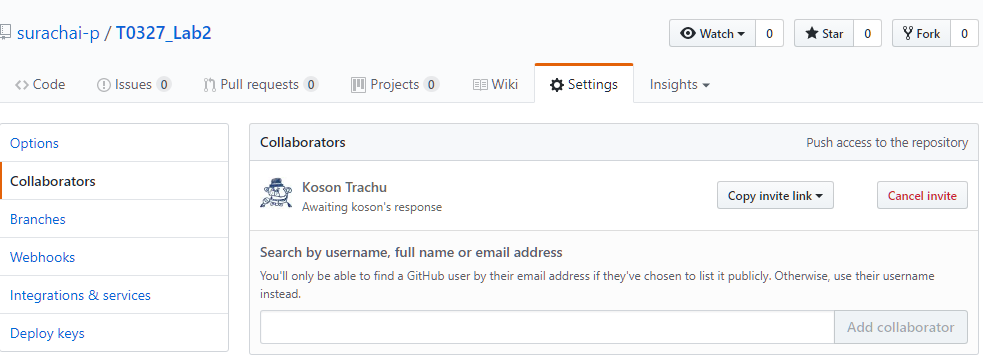 surachai-p / T0327_Lab2
Watch 0 Star 0 Fork 0
Code Issues 0 Pull requests 0 Projects 0 Wiki Settings Insights
Options
Collaborators
Branches
Webhooks
Integrations & services
Deploy keys
Collaborators Push access to the repository
Koson Trachu
Awaiting koson's response
Copy invite link Cancel invite
Search by username, full name or email address
You'll only be able to find a GitHub user by their email address if they've chosen to list it publicly. Otherwise, use their username
instead.
Add collaborator